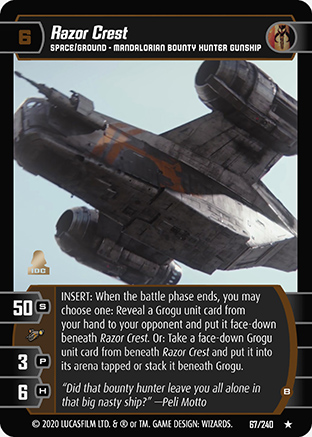 6
Razor Crest
SPACE/GROUND - MANDALORIAN BOUNTY HUNTER GUNSHIP
IDC
50 S
3 P
6 H
INSERT: When the battle phase ends, you may
choose one: Reveal a Grogu unit card from
your hand to your opponent and put it face-down
beneath Razor Crest. Or: Take a face-down Grogu
unit card from beneath Razor Crest and put it into
its arena tapped or stack it beneath Grogu.
“Did that bounty hunter leave you all alone in
that big nasty ship?” —Peli Motto
B
© 2020 LUCASFILM LTD. & ® or TM. GAME DESIGN: WIZARDS.
67/240 ★